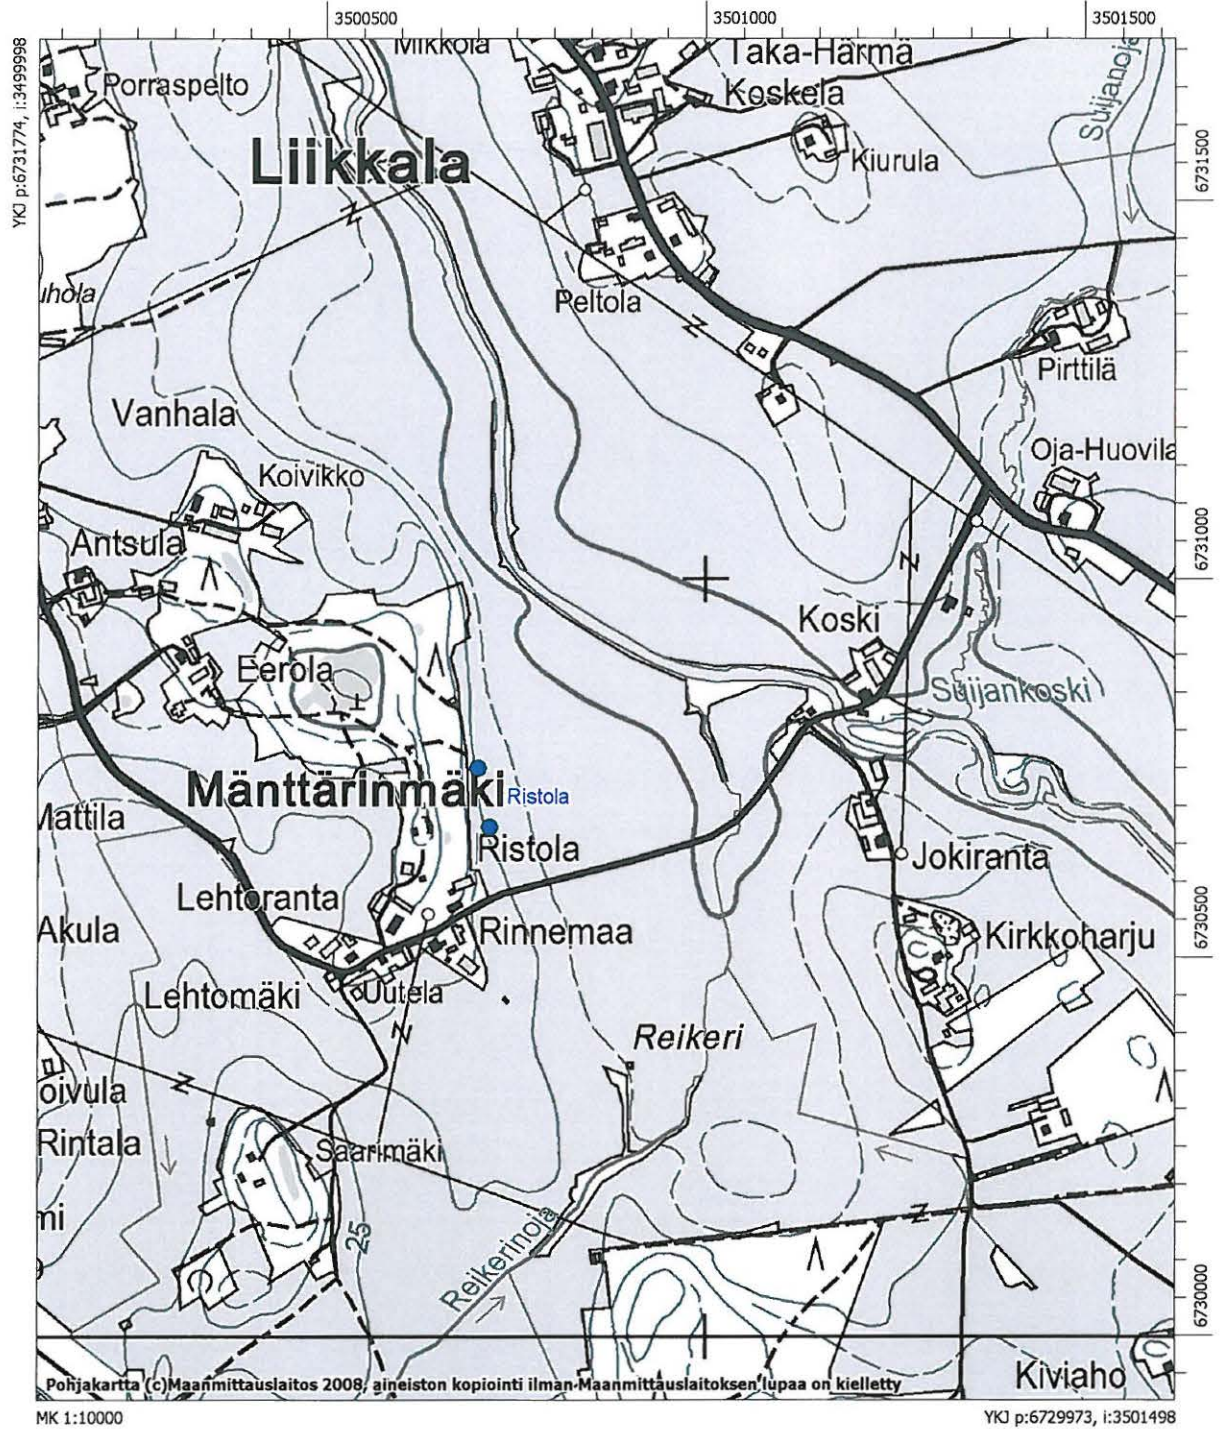 3500500
3501000
3501500
YKJ p:6731774, i:3499998
Mikkola
Taka-Härmä
Porraspelto
Koskela
Suijanoja
Liikkala
Kiurula
6731500
Peltola
Pirttilä
Vanhala
Oja-Huovila
Koivikko
6731000
Antsula
Koski
Eerola
Suijankoski
Mänttärinmäki
Ristola
Mattila
Ristola
Jokiranta
Lehtoranta
Akula
Rinnemaa
Kirkkoharju
6730500
Lehtomäki
Uutela
Reikeri
oivula
Rintala
Saarimäki
25
Reikerinoja
6730000
Kiviaho
Pohjakartta (c)Maanmittauslaitos 2008, aineiston kopiointi ilman Maanmittauslaitoksen lupaa on kielletty
MK 1:10000
YKJ p:6729973, i:3501498